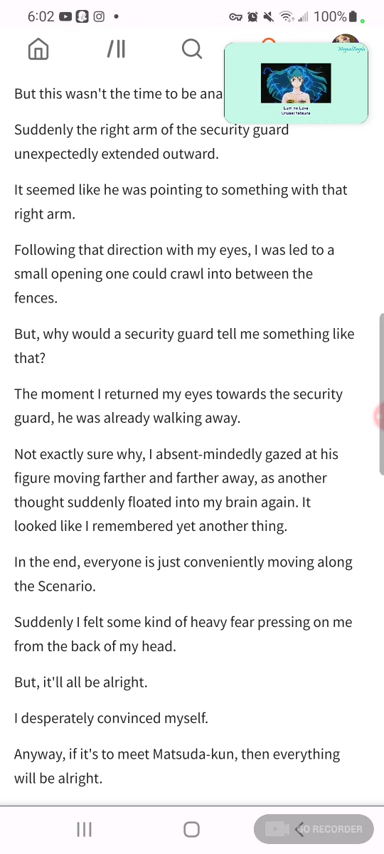 6:02
100%
But this wasn't the time to be ana
Suddenly the right arm of the security guard
unexpectedly extended outward.
It seemed like he was pointing to something with that
right arm.
Following that direction with my eyes, I was led to a
small opening one could crawl into between the
fences.
But, why would a security guard tell me something like
that?
The moment I returned my eyes towards the security
guard, he was already walking away.
Not exactly sure why, I absent-mindedly gazed at his
figure moving farther and farther away, as another
thought suddenly floated into my brain again. It
looked like I remembered yet another thing.
In the end, everyone is just conveniently moving along
the Scenario.
Suddenly I felt some kind of heavy fear pressing on me
from the back of my head.
But, it'll all be alright.
I desperately convinced myself.
Anyway, if it's to meet Matsuda-kun, then everything
will be alright.
GO RECORDER